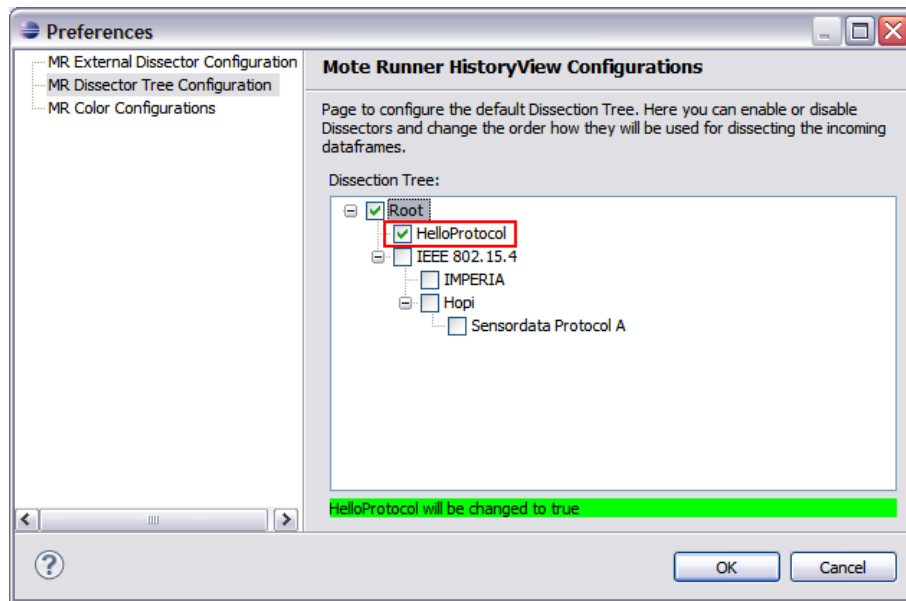 Preferences
MR External Dissector Configuration
MR Dissector Tree Configuration
MR Color Configurations
Mote Runner HistoryView Configurations
Page to configure the default Dissection Tree. Here you can enable or disable
Dissectors and change the order how they will be used for dissecting the incoming
dataframes.
Dissection Tree:
Root
HelloProtocol
IEEE 802.15.4
IMPERIA
Hopi
Sensordata Protocol A
HelloProtocol will be changed to true
?
OK
Cancel